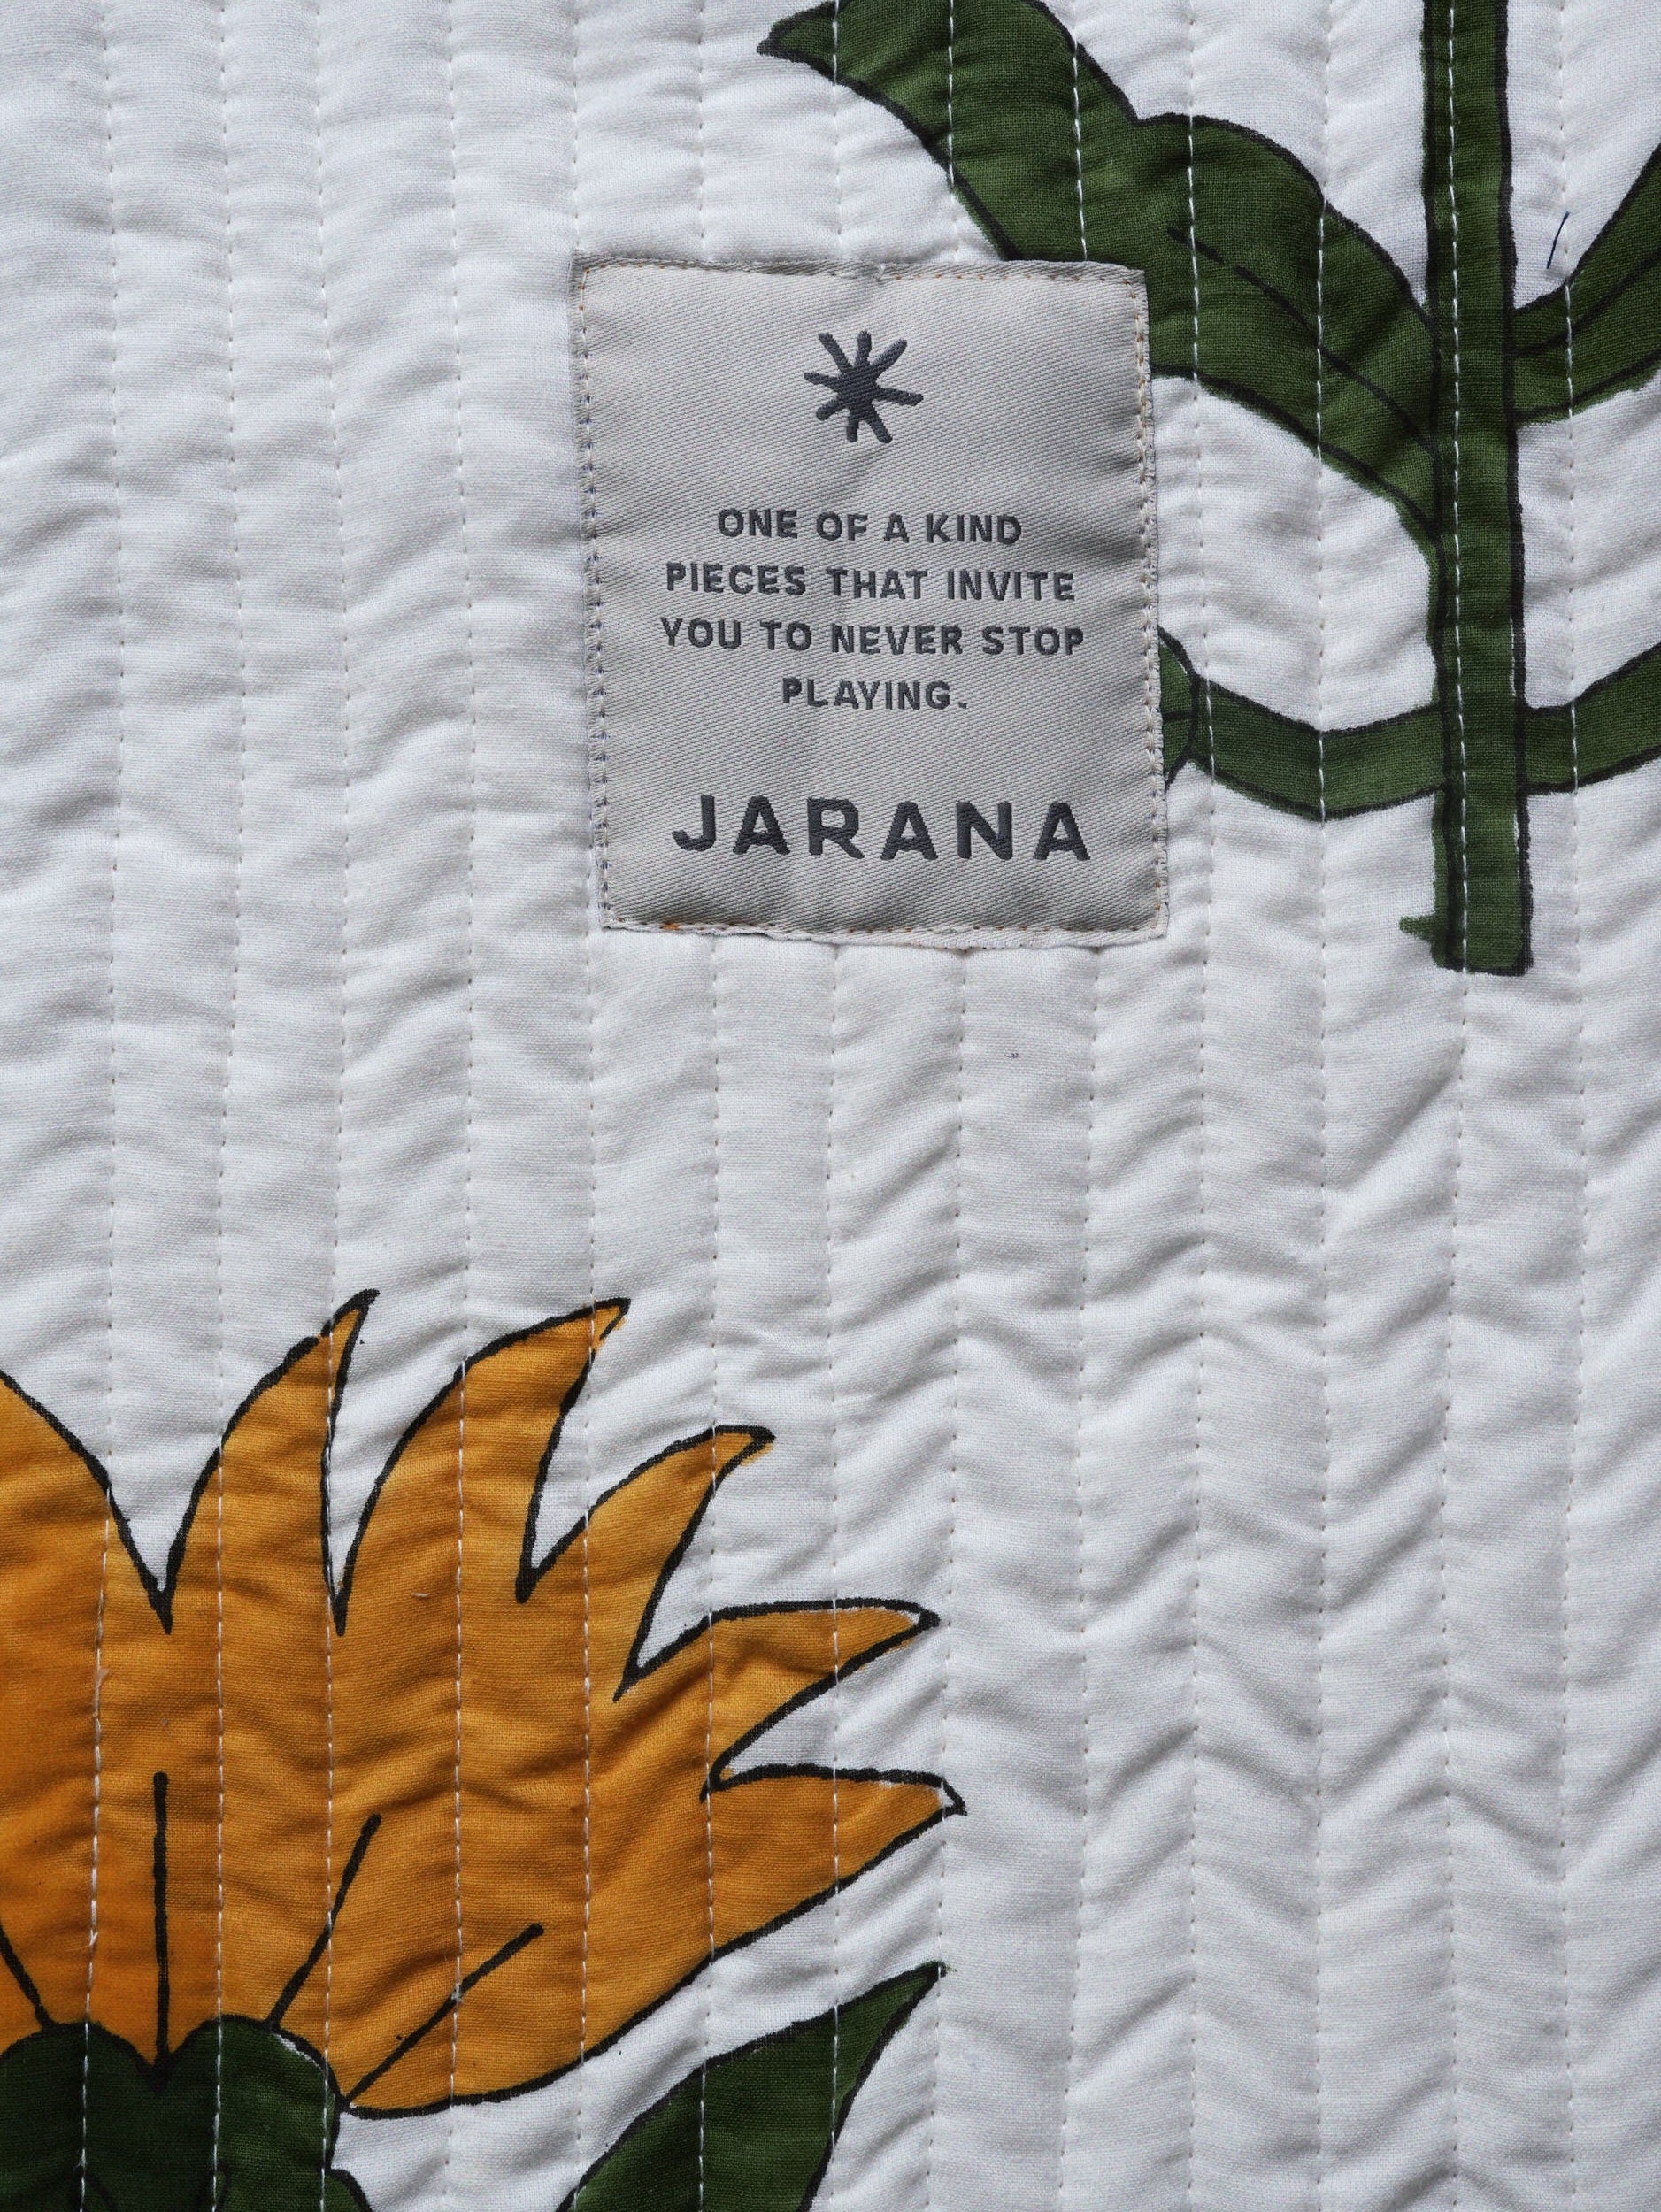 ONE OF A KIND
PIECES THAT INVITE
YOU TO NEVER STOP
PLAYING.
JARANA